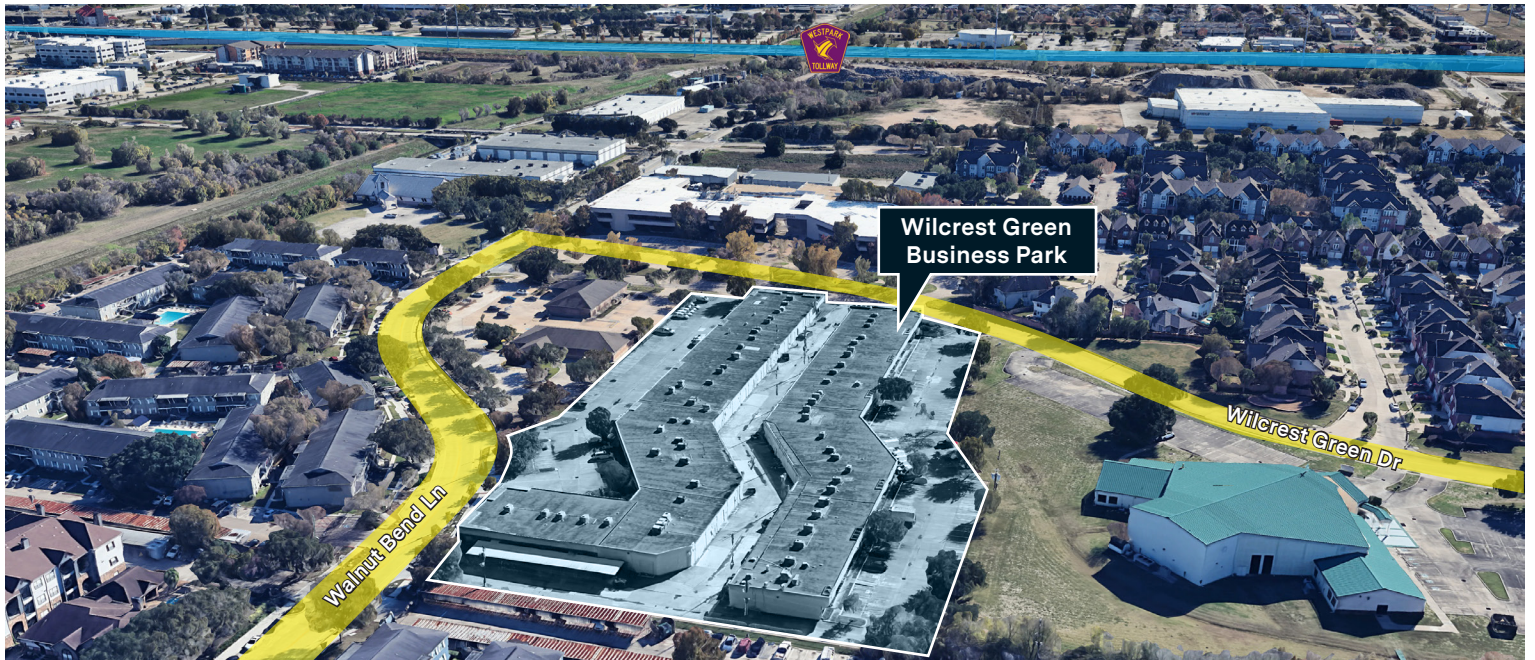 WESTPARK
TOLLWAY
Wilcrest Green
Business Park
Wilcrest Green Dr
Walnut Bend Ln